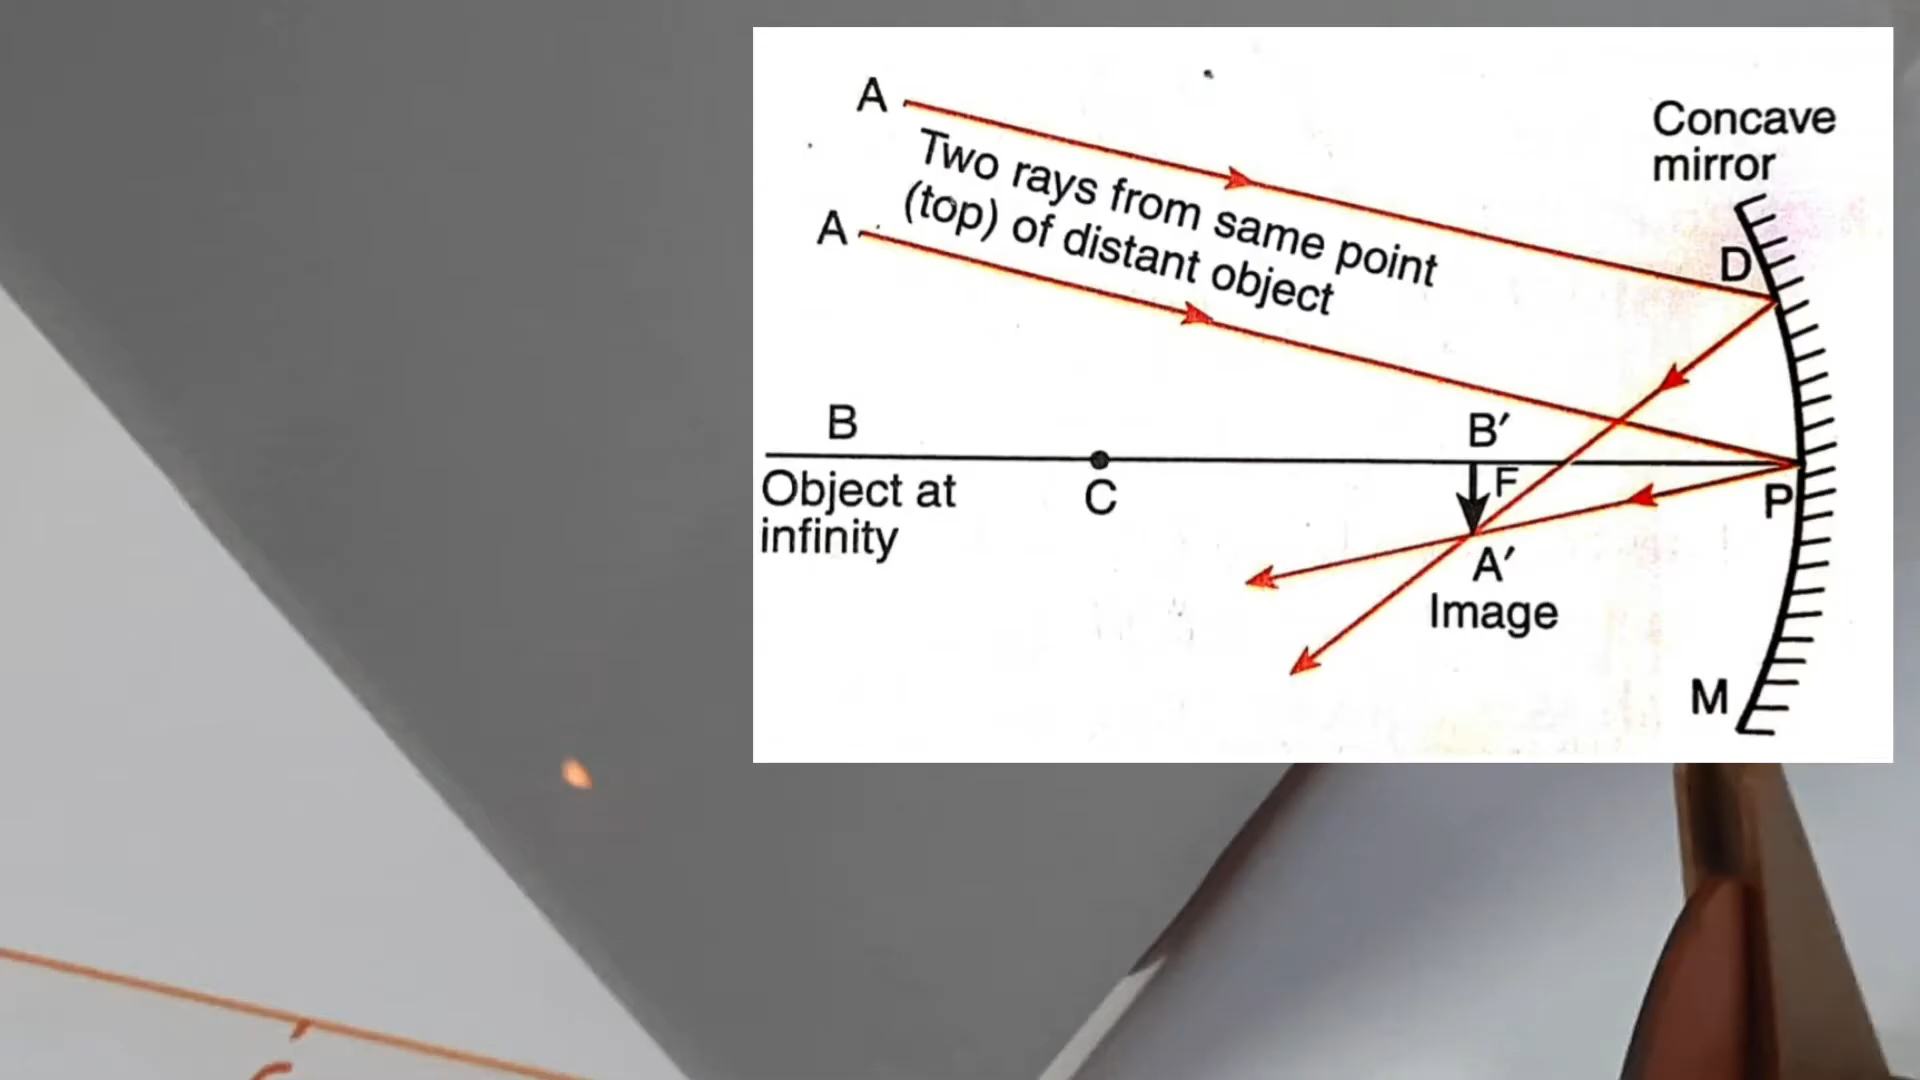 A
Concave
mirror
Two rays from same point
(top) of distant object
A
D
B
B′
Object at
infinity
C
F
P
A′
Image
M